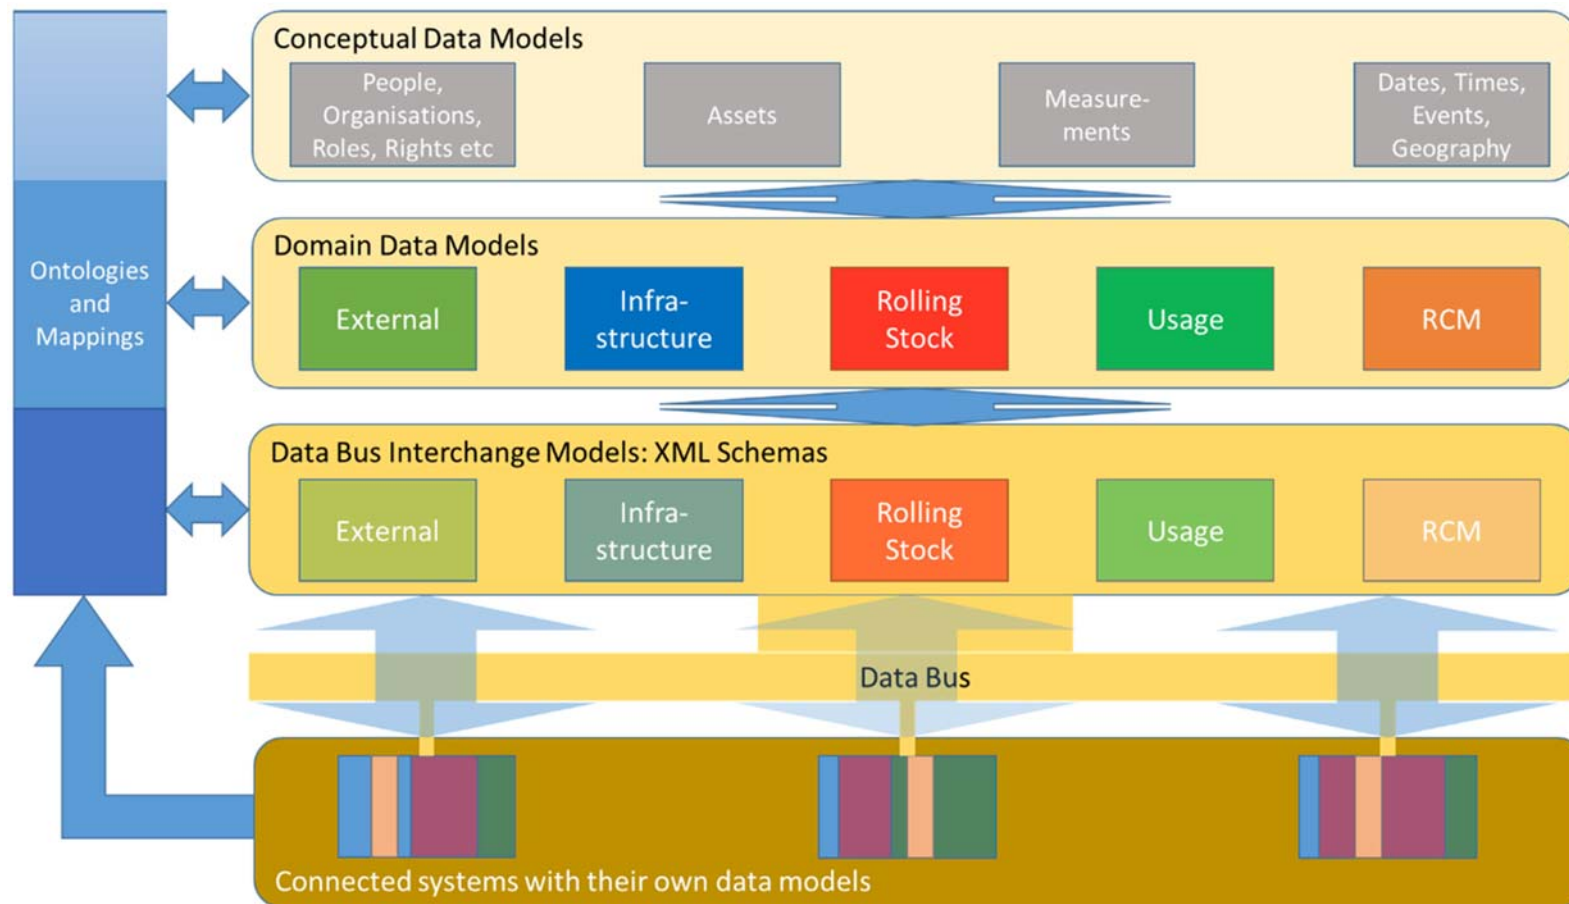 Conceptual Data Models
People,
Organisations,
Roles, Rights etc
Assets
Measure-
ments
Dates, Times,
Events,
Geography
Ontologies
and
Mappings
Domain Data Models
External
Infra-
structure
Rolling
Stock
Usage
RCM
Data Bus Interchange Models: XML Schemas
External
Infra-
structure
Rolling
Stock
Usage
RCM
Data Bus
Connected systems with their own data models